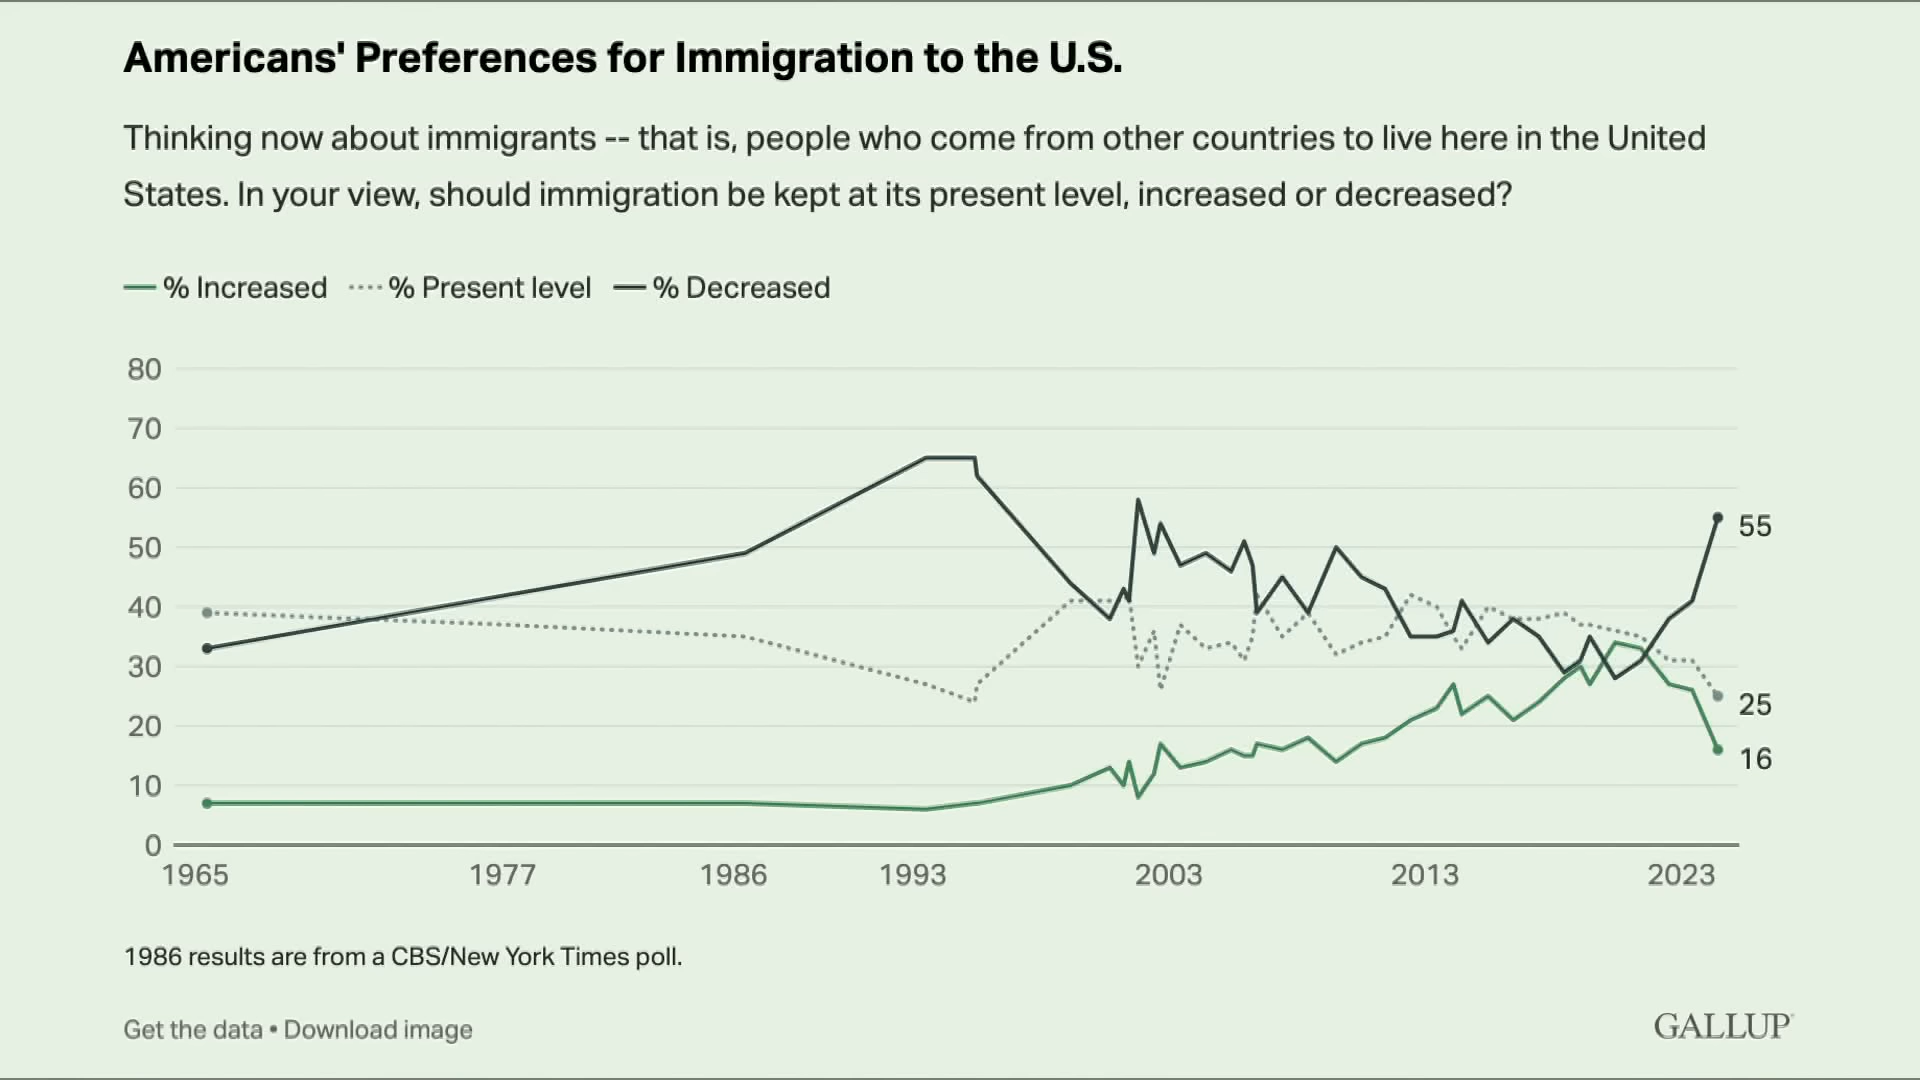 Americans' Preferences for Immigration to the U.S.
Thinking now about immigrants -- that is, people who come from other countries to live here in the United
States. In your view, should immigration be kept at its present level, increased or decreased?
% Increased % Present level % Decreased
80
70
60
50
40
30
20
10
0
55
25
16
1965 1977 1986 1993 2003 2013 2023
1986 results are from a CBS/New York Times poll.
Get the data • Download image
GALLUP®